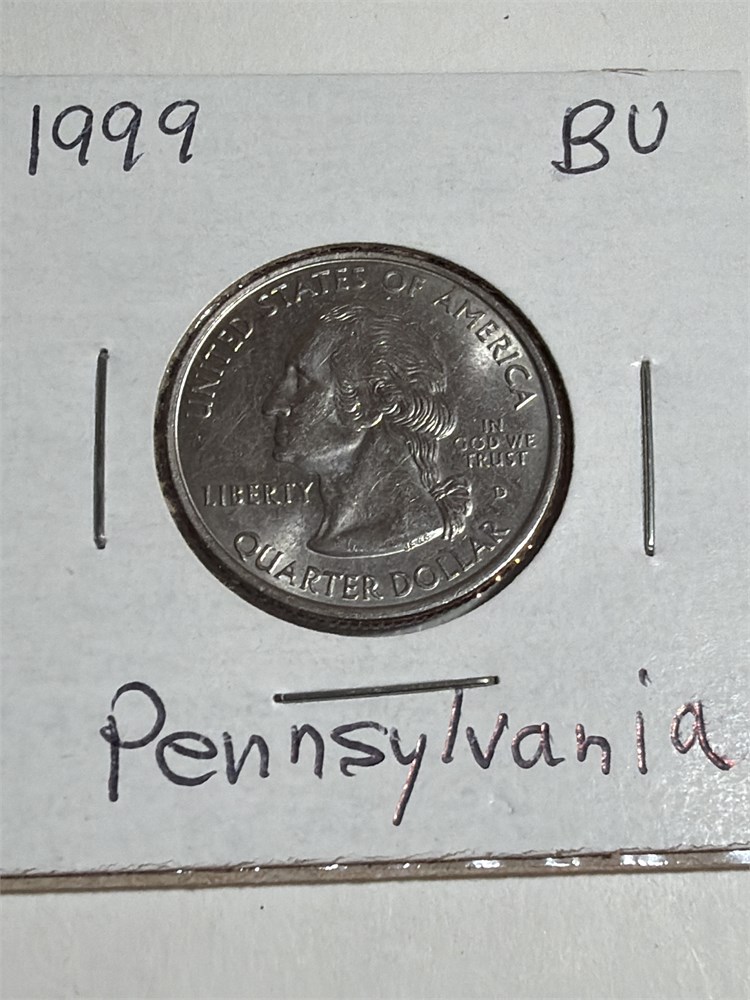 1999 BU
UNITED STATES OF AMERICA
IN
GOD WE
TRUST
LIBERTY
D
QUARTER DOLLAR
Pennsylvania